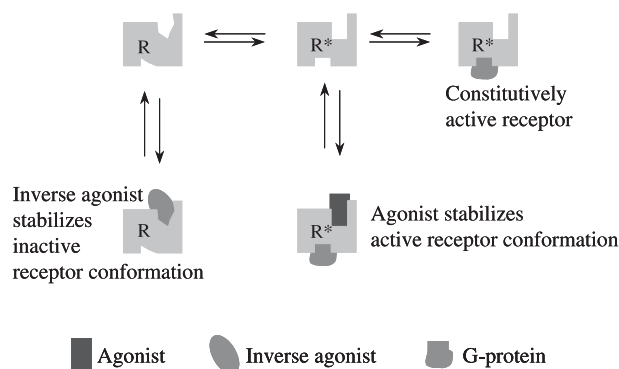 R
R*
R*
Constitutively
active receptor
Inverse agonist
stabilizes
inactive
receptor conformation
R
R*
Agonist stabilizes
active receptor conformation
Agonist
Inverse agonist
G-protein